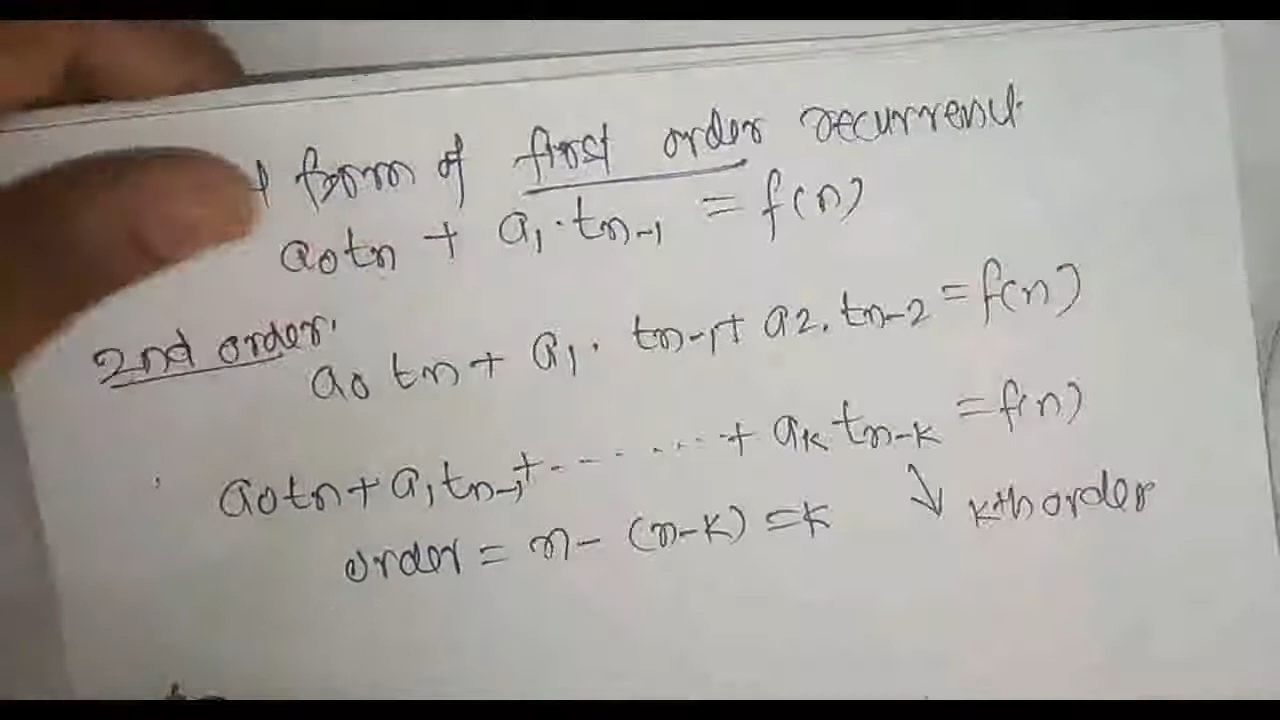 form of first order recurrence
a0tn + a1.tn-1 = f(n)
2nd order.
a0 tn + a1. tn-1 + a2. tn-2 = f(n)
a0tn + a1tn-1 + - - - - ..... + ak tn-k = f(n)
↓ kth order
order = n - (n-k) = k